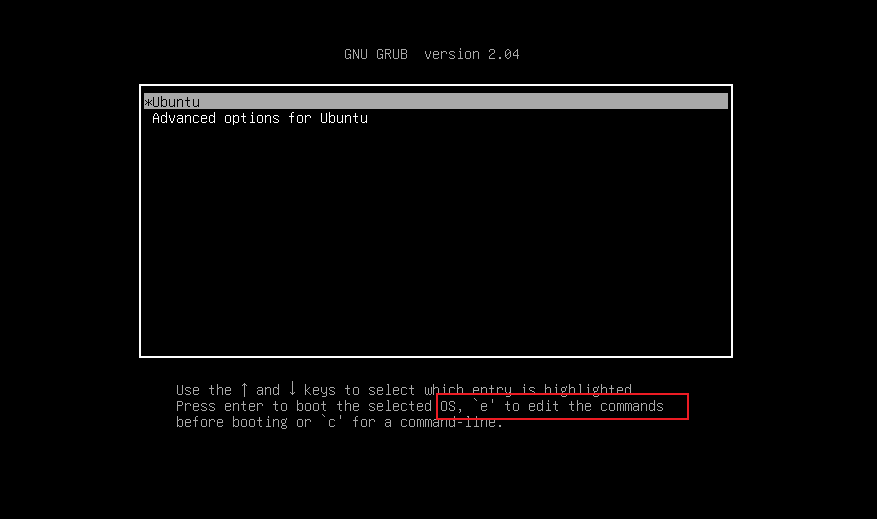 GNU GRUB  version 2.04
*Ubuntu
Advanced options for Ubuntu
Use the ↑ and ↓ keys to select which entry is highlighted.
Press enter to boot the selected OS, `e' to edit the commands
before booting or `c' for a command-line.